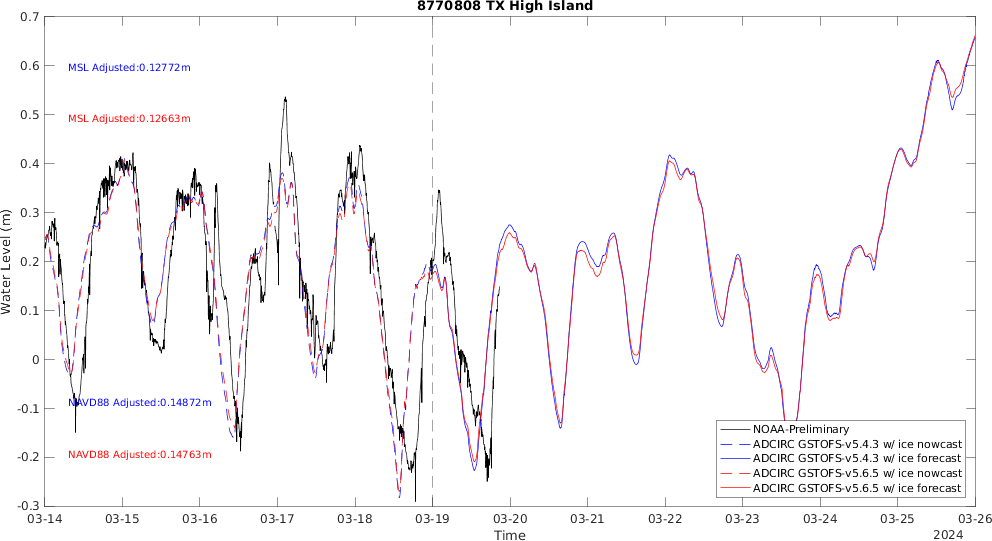 8770808 TX High Island
0.7
0.6
0.5
0.4
0.3
0.2
0.1
0
-0.1
-0.2
-0.3
Water Level (m)
MSL Adjusted:0.12772m
MSL Adjusted:0.12663m
NAVD88 Adjusted:0.14872m
NAVD88 Adjusted:0.14763m
NOAA-Preliminary
ADCIRC GSTOFS-v5.4.3 w/ ice nowcast
ADCIRC GSTOFS-v5.4.3 w/ ice forecast
ADCIRC GSTOFS-v5.6.5 w/ ice nowcast
ADCIRC GSTOFS-v5.6.5 w/ ice forecast
03-14 03-15 03-16 03-17 03-18 03-19 03-20 03-21 03-22 03-23 03-24 03-25 03-26
Time
2024